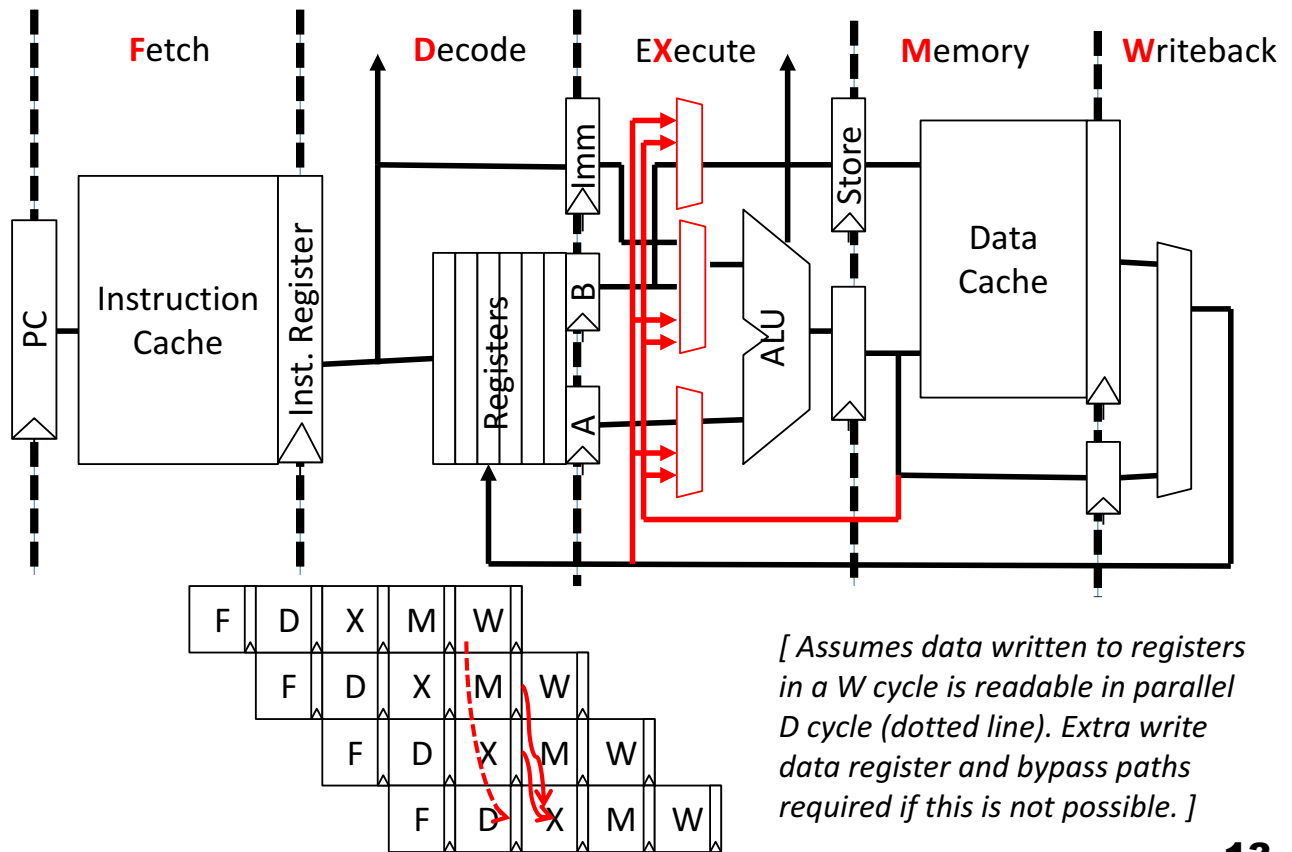 Fetch
Decode
EXecute
Memory
Writeback
PC
Instruction
Cache
Inst. Register
Registers
Imm
B
A
ALU
Store
Data
Cache
F D X M W
F D X M W
F D X M W
F D X M W
[ Assumes data written to registers
in a W cycle is readable in parallel
D cycle (dotted line). Extra write
data register and bypass paths
required if this is not possible. ]